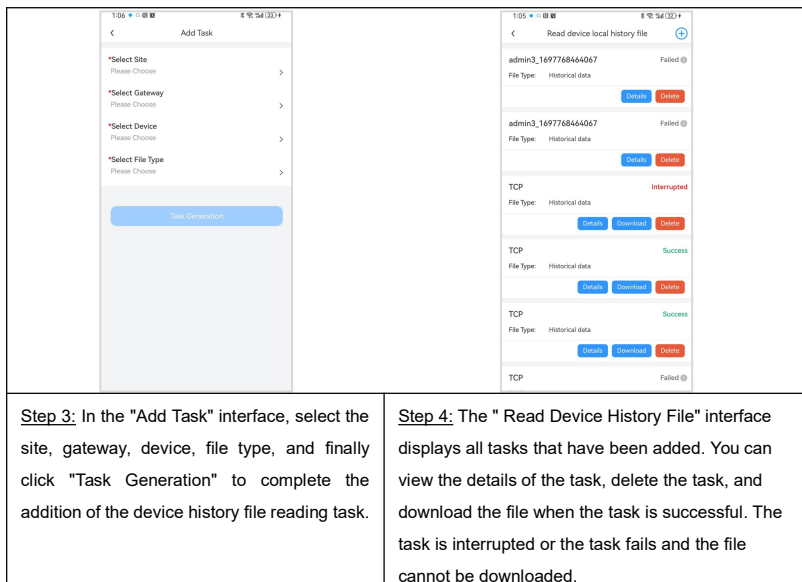 1:06
Add Task
*Select Site
Please Choose
*Select Gateway
Please Choose
*Select Device
Please Choose
*Select File Type
Please Choose
Task Generation
1:05
Read device local history file
admin3_1697768464067 Failed
File Type: Historical data
Details Delete
admin3_1697768464067 Failed
File Type: Historical data
Details Delete
TCP Interrupted
File Type: Historical data
Details Download Delete
TCP Success
File Type: Historical data
Details Download Delete
TCP Success
File Type: Historical data
Details Download Delete
TCP Failed
Step 3: In the "Add Task" interface, select the
site, gateway, device, file type, and finally
click "Task Generation" to complete the
addition of the device history file reading task.
Step 4: The " Read Device History File" interface
displays all tasks that have been added. You can
view the details of the task, delete the task, and
download the file when the task is successful. The
task is interrupted or the task fails and the file
cannot be downloaded.